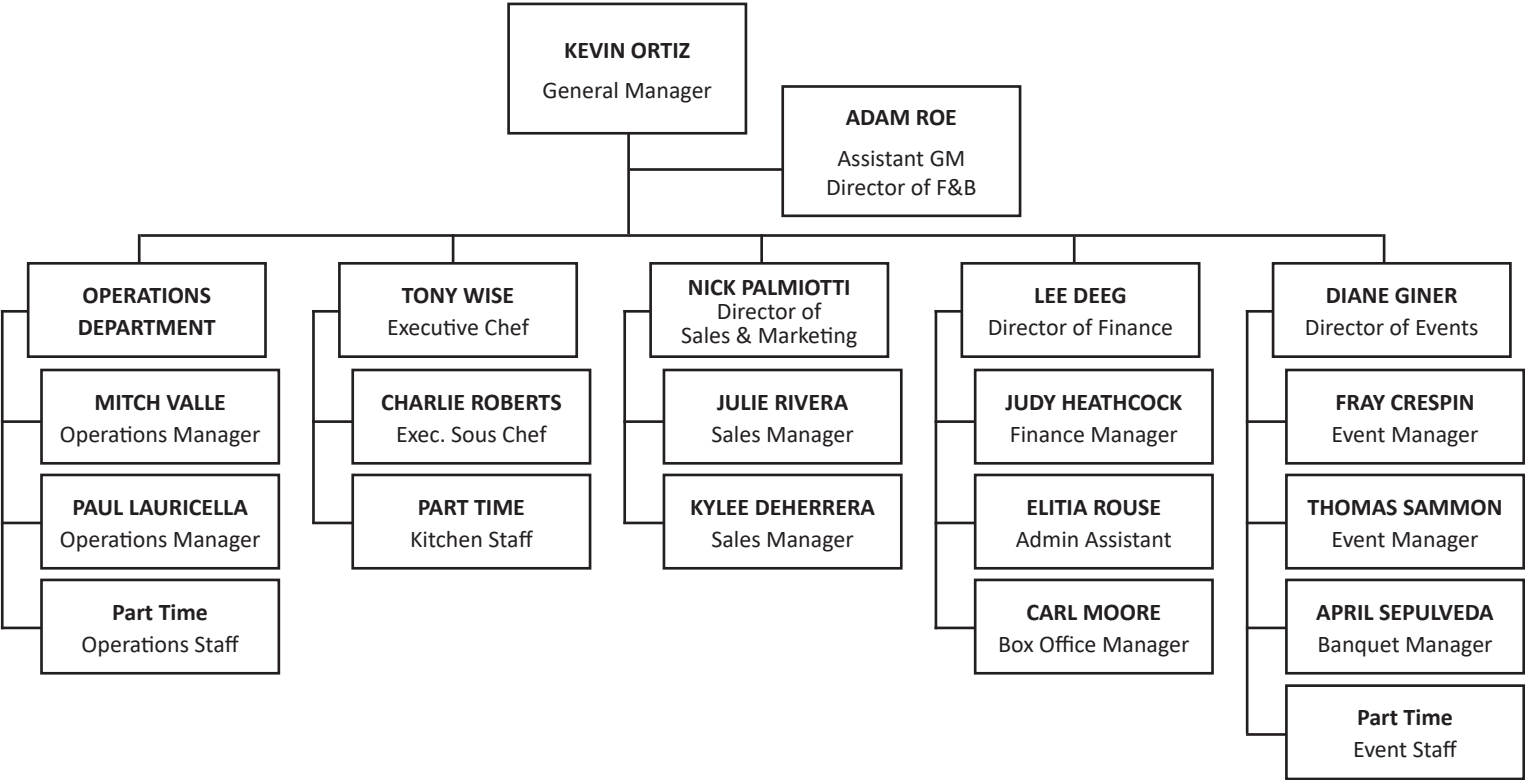 KEVIN ORTIZ
General Manager
ADAM ROE
Assistant GM
Director of F&B
OPERATIONS
DEPARTMENT
MITCH VALLE
Operations Manager
PAUL LAURICELLA
Operations Manager
Part Time
Operations Staff
TONY WISE
Executive Chef
CHARLIE ROBERTS
Exec. Sous Chef
PART TIME
Kitchen Staff
NICK PALMIOTTI
Director of
Sales & Marketing
JULIE RIVERA
Sales Manager
KYLEE DEHERRERA
Sales Manager
LEE DEEG
Director of Finance
JUDY HEATHCOCK
Finance Manager
ELITIA ROUSE
Admin Assistant
CARL MOORE
Box Office Manager
DIANE GINER
Director of Events
FRAY CRESPIN
Event Manager
THOMAS SAMMON
Event Manager
APRIL SEPULVEDA
Banquet Manager
Part Time
Event Staff